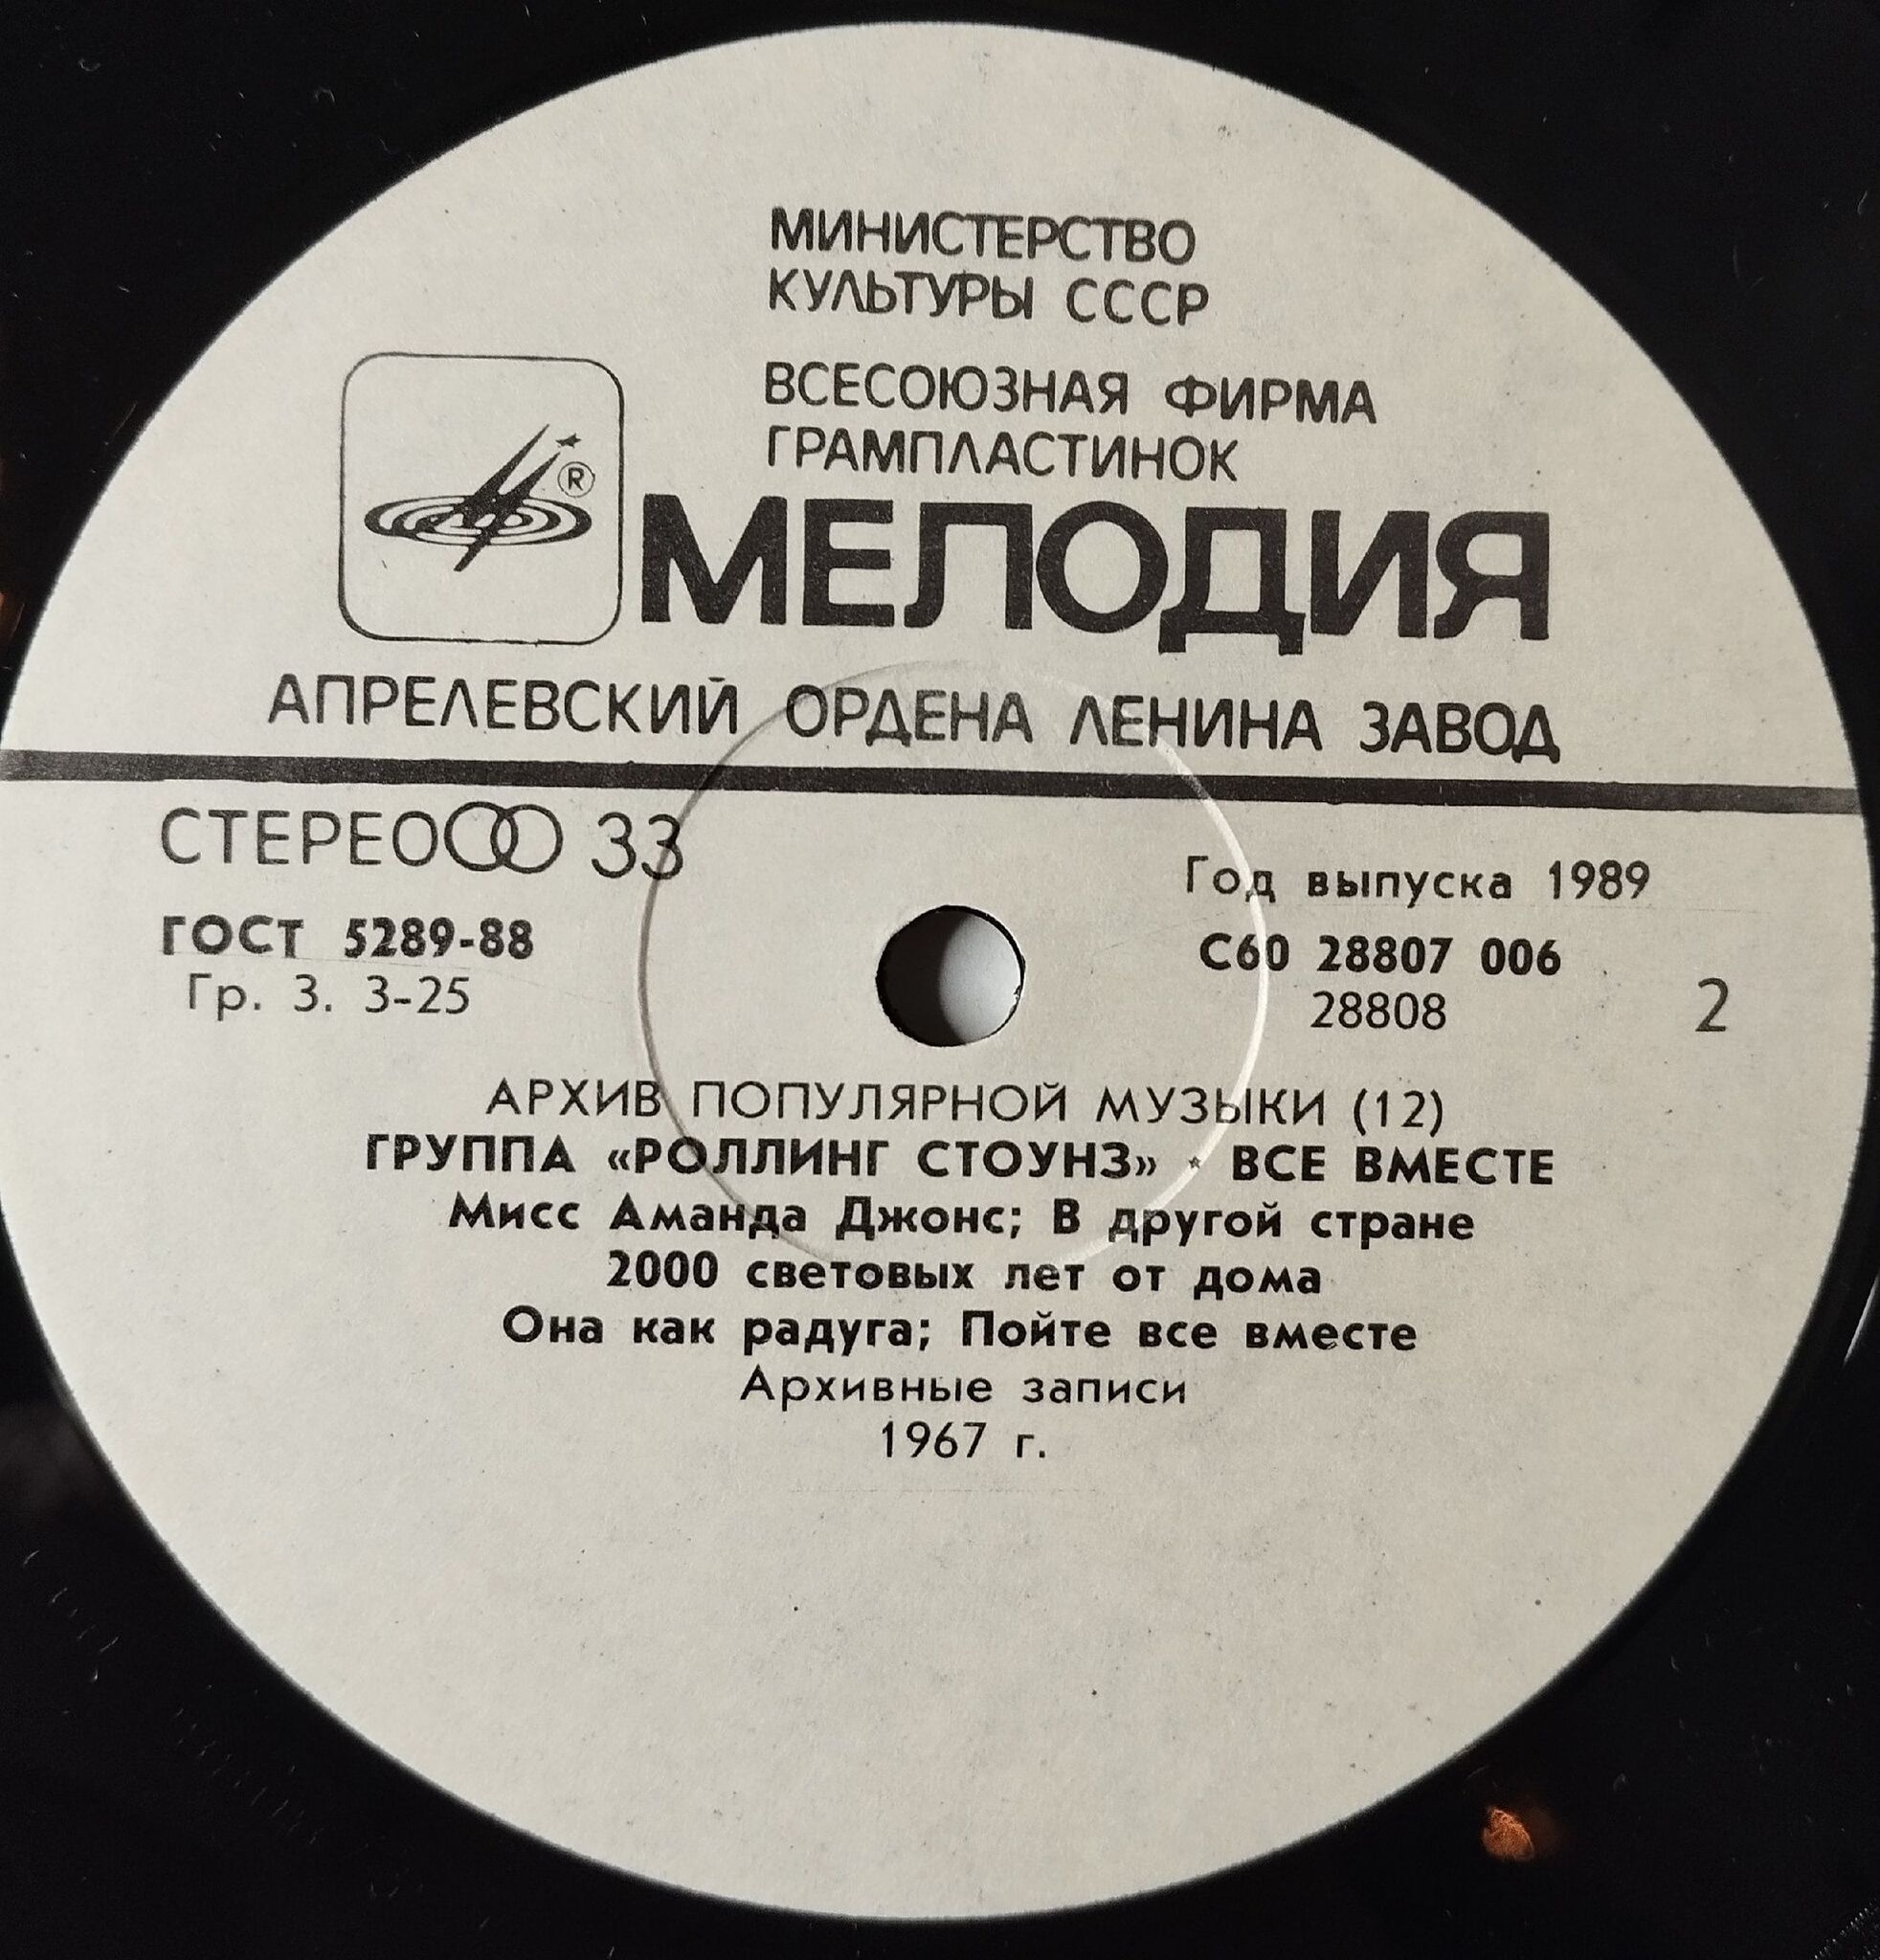 МИНИСТЕРСТВО
КУЛЬТУРЫ СССР
ВСЕСОЮЗНАЯ ФИРМА
ГРАМПЛАСТИНОК
®
МЕЛОДИЯ
АПРЕЛЕВСКИЙ ОРДЕНА ЛЕНИНА ЗАВОД
СТЕРЕО 33
Год выпуска 1989
ГОСТ 5289-88
С60 28807 006
Гр. 3. 3-25
28808
2
АРХИВ ПОПУЛЯРНОЙ МУЗЫКИ (12)
ГРУППА «РОЛЛИНГ СТОУНЗ» * ВСЕ ВМЕСТЕ
Мисс Аманда Джонс; В другой стране
2000 световых лет от дома
Она как радуга; Пойте все вместе
Архивные записи
1967 г.